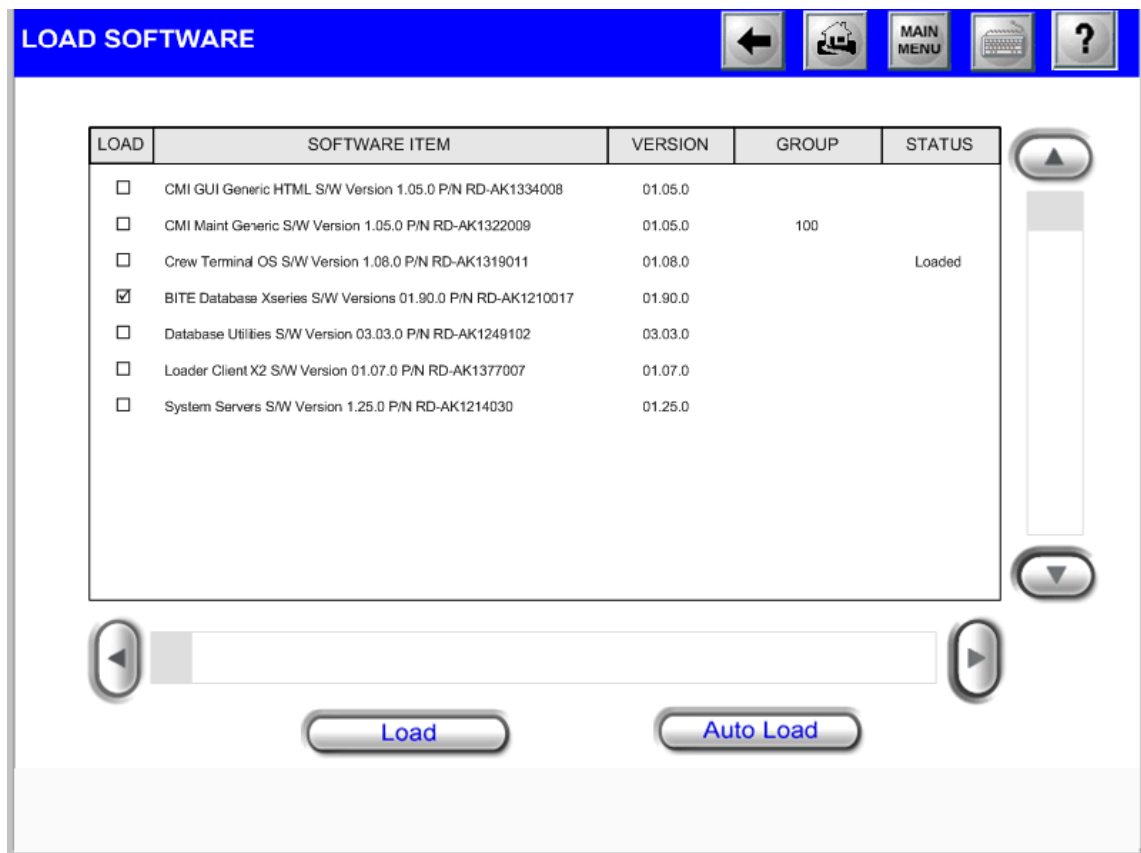 LOAD SOFTWARE
MAIN
MENU
?
LOAD SOFTWARE ITEM VERSION GROUP STATUS
CMI GUI Generic HTML S/W Version 1.05.0 P/N RD-AK1334008 01.05.0
CMI Maint Generic S/W Version 1.05.0 P/N RD-AK1322009 01.05.0 100
Crew Terminal OS S/W Version 1.08.0 P/N RD-AK1319011 01.08.0 Loaded
BITE Database Xseries S/W Versions 01.90.0 P/N RD-AK1210017 01.90.0
Database Utilities S/W Version 03.03.0 P/N RD-AK1249102 03.03.0
Loader Client X2 S/W Version 01.07.0 P/N RD-AK1377007 01.07.0
System Servers S/W Version 1.25.0 P/N RD-AK1214030 01.25.0
Load Auto Load